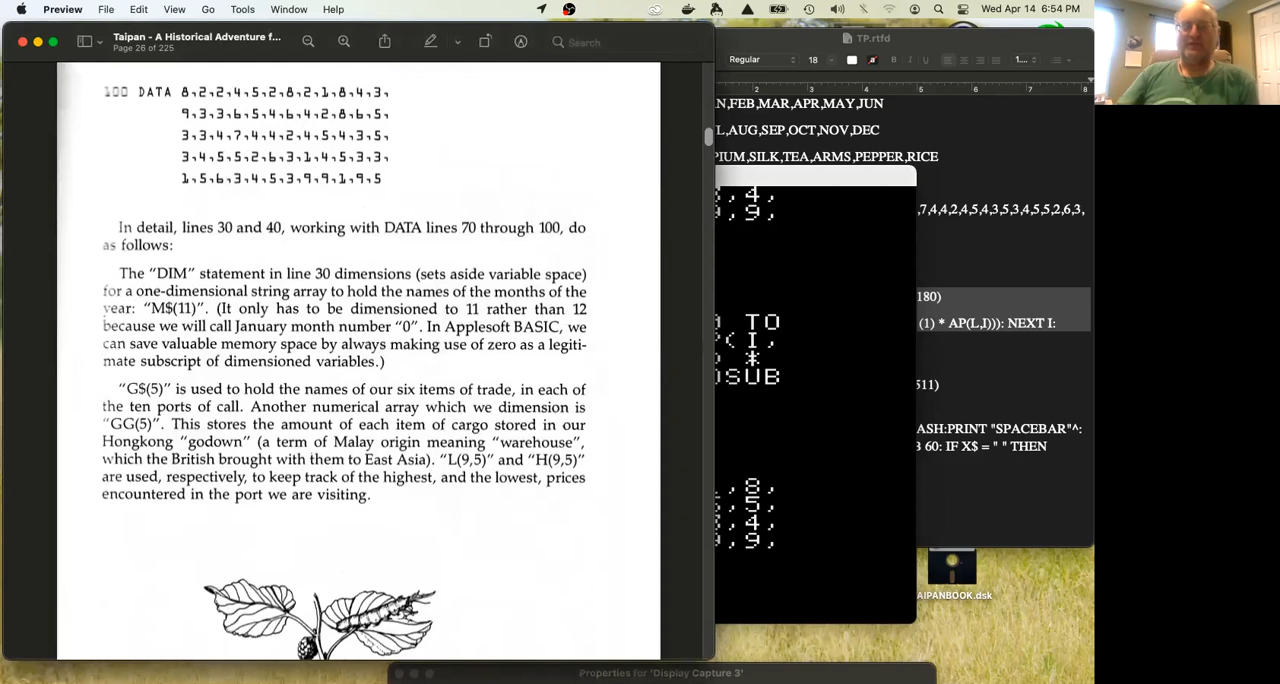 Preview File Edit View Go Tools Window Help
Wed Apr 14 6:54 PM
Taipan - A Historical Adventure f...
Page 26 of 225
Search
100 DATA 8,2,2,4,5,2,8,2,1,8,4,3,
9,3,3,6,5,4,6,4,2,8,6,5,
3,3,4,7,4,4,2,4,5,4,3,5,
3,4,5,5,2,6,3,1,4,5,3,3,
1,5,6,3,4,5,3,9,9,1,9,5
In detail, lines 30 and 40, working with DATA lines 70 through 100, do
as follows:
The "DIM" statement in line 30 dimensions (sets aside variable space)
for a one-dimensional string array to hold the names of the months of the
year: "M$(11)". (It only has to be dimensioned to 11 rather than 12
because we will call January month number "0". In Applesoft BASIC, we
can save valuable memory space by always making use of zero as a legiti-
mate subscript of dimensioned variables.)
"G$(5)" is used to hold the names of our six items of trade, in each of
the ten ports of call. Another numerical array which we dimension is
"GG(5)". This stores the amount of each item of cargo stored in our
Hongkong "godown" (a term of Malay origin meaning "warehouse",
which the British brought with them to East Asia). "L(9,5)" and "H(9,5)"
are used, respectively, to keep track of the highest, and the lowest, prices
encountered in the port we are visiting.
TP.rtfd
Regular 18 1...
2 3 4 5 6 7 8
N,FEB,MAR,APR,MAY,JUN
L,AUG,SEP,OCT,NOV,DEC
PIUM,SILK,TEA,ARMS,PEPPER,RICE
,7,4,4,2,4,5,4,3,5,3,4,5,5,2,6,3,
180)
(1) * AP(L,I))): NEXT I:
511)
ASH:PRINT "SPACEBAR"^:
B 60: IF X$ = " " THEN
,4,
,9,
TO
< I,
*
OSUB
,8,
,5,
,4,
,9,
AIPANBOOK.dsk
Properties for 'Display Capture 3'